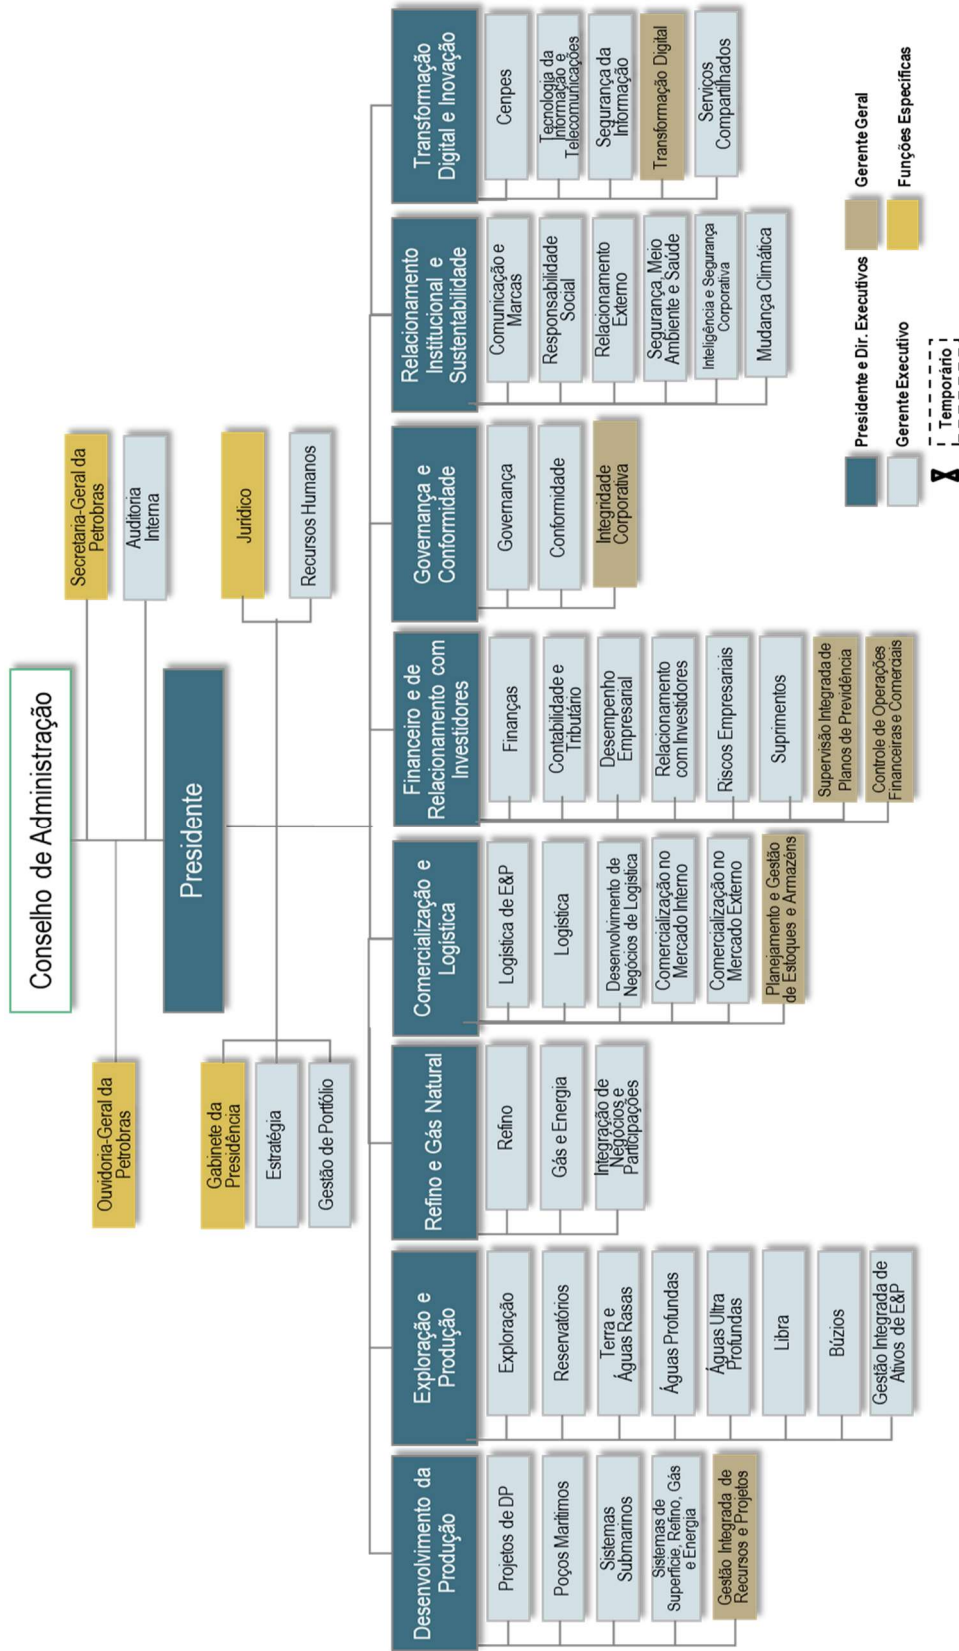 Conselho de Administração
Ouvidoria-Geral da
Petrobras
Secretaria-Geral da
Petrobras
Auditoria
Interna
Presidente
Gabinete da
Presidência
Estratégia
Gestão de Portfólio
Jurídico
Recursos Humanos
Desenvolvimento da
Produção
Projetos de DP
Poços Marítimos
Sistemas
Submarinos
Sistemas de
Superfície, Refino, Gás
e Energia
Gestão Integrada de
Recursos e Projetos
Exploração e
Produção
Exploração
Reservatórios
Terra e
Águas Rasas
Águas Profundas
Águas Ultra
Profundas
Libra
Búzios
Gestão Integrada de
Ativos de E&P
Refino e Gás Natural
Refino
Gás e Energia
Integração de
Negócios e
Participações
Comercialização e
Logística
Logística de E&P
Logística
Desenvolvimento de
Negócios de Logística
Comercialização no
Mercado Interno
Comercialização no
Mercado Externo
Planejamento e Gestão
de Estoques e Armazéns
Financeiro e de
Relacionamento com
Investidores
Finanças
Contabilidade e
Tributário
Desempenho
Empresarial
Relacionamento
com Investidores
Riscos Empresariais
Suprimentos
Supervisão Integrada de
Planos de Previdência
Controle de Operações
Financeiras e Comerciais
Governança e
Conformidade
Governança
Conformidade
Integridade
Corporativa
Relacionamento
Institucional e
Sustentabilidade
Comunicação e
Marcas
Responsabilidade
Social
Relacionamento
Externo
Segurança, Meio
Ambiente e Saúde
Inteligência e Segurança
Corporativa
Mudança Climática
Transformação
Digital e Inovação
Cenpes
Tecnologia da
Informação e
Telecomunicações
Segurança da
Informação
Transformação Digital
Serviços
Compartilhados
Presidente e Dir. Executivos
Gerente Geral
Gerente Executivo
Funções Específicas
Temporário